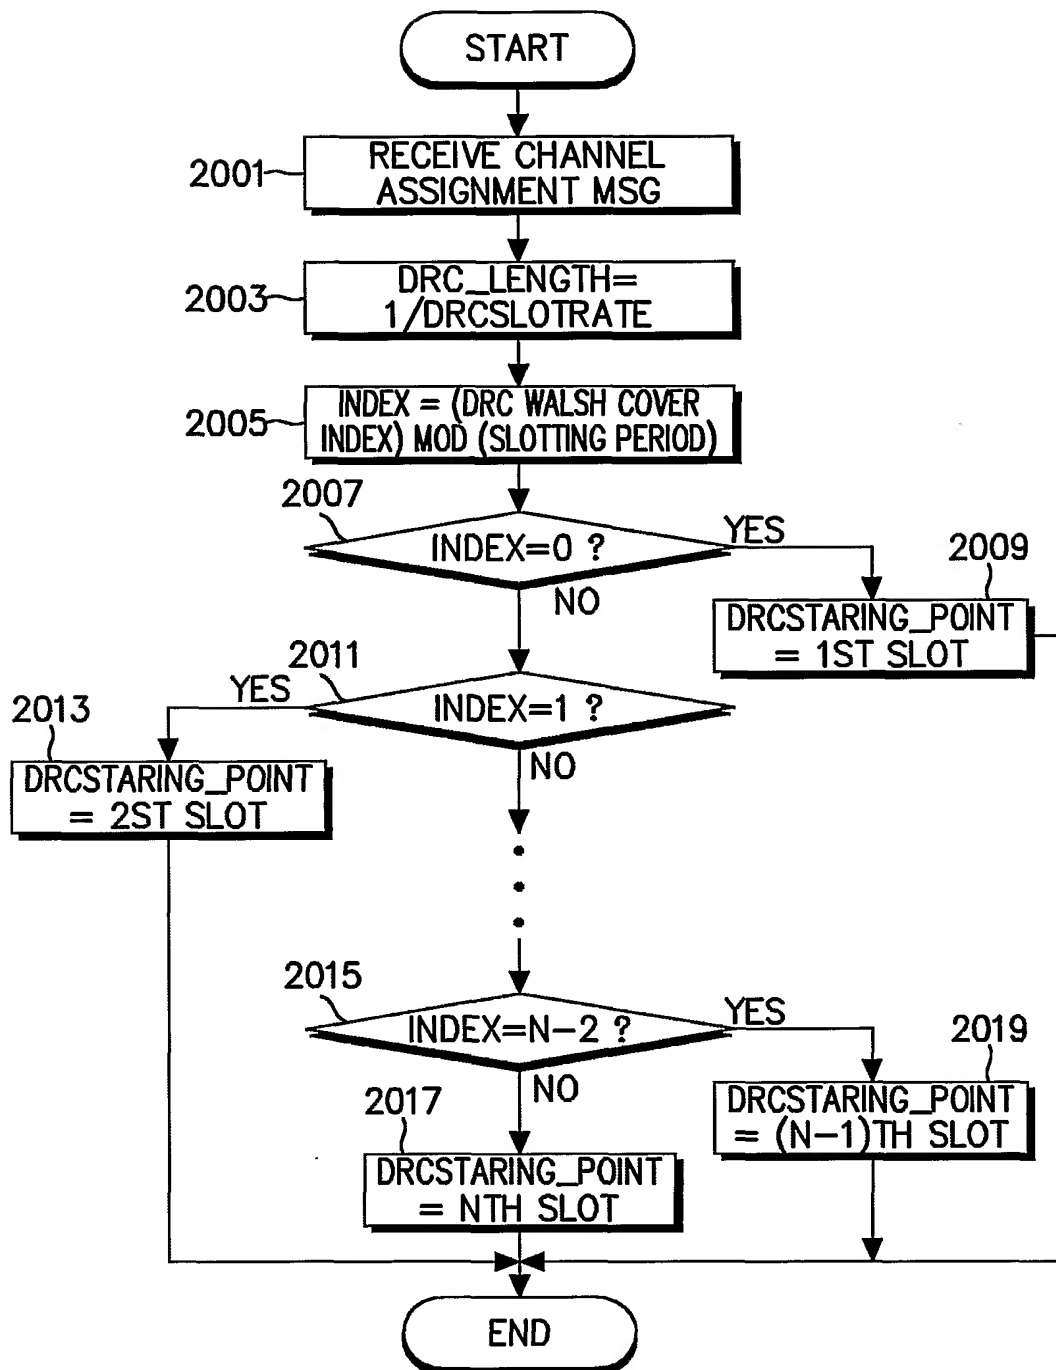 START
2001
RECEIVE CHANNEL
ASSIGNMENT MSG
2003
DRC_LENGTH=
1/DRCSLOTRATE
2005
INDEX = (DRC WALSH COVER
INDEX) MOD (SLOTTING PERIOD)
2007
INDEX=0 ?
YES
NO
2009
DRCSTARING_POINT
= 1ST SLOT
2011
INDEX=1 ?
YES
NO
2013
DRCSTARING_POINT
= 2ST SLOT
2015
INDEX=N-2 ?
YES
NO
2019
DRCSTARING_POINT
= (N-1)TH SLOT
2017
DRCSTARING_POINT
= NTH SLOT
END